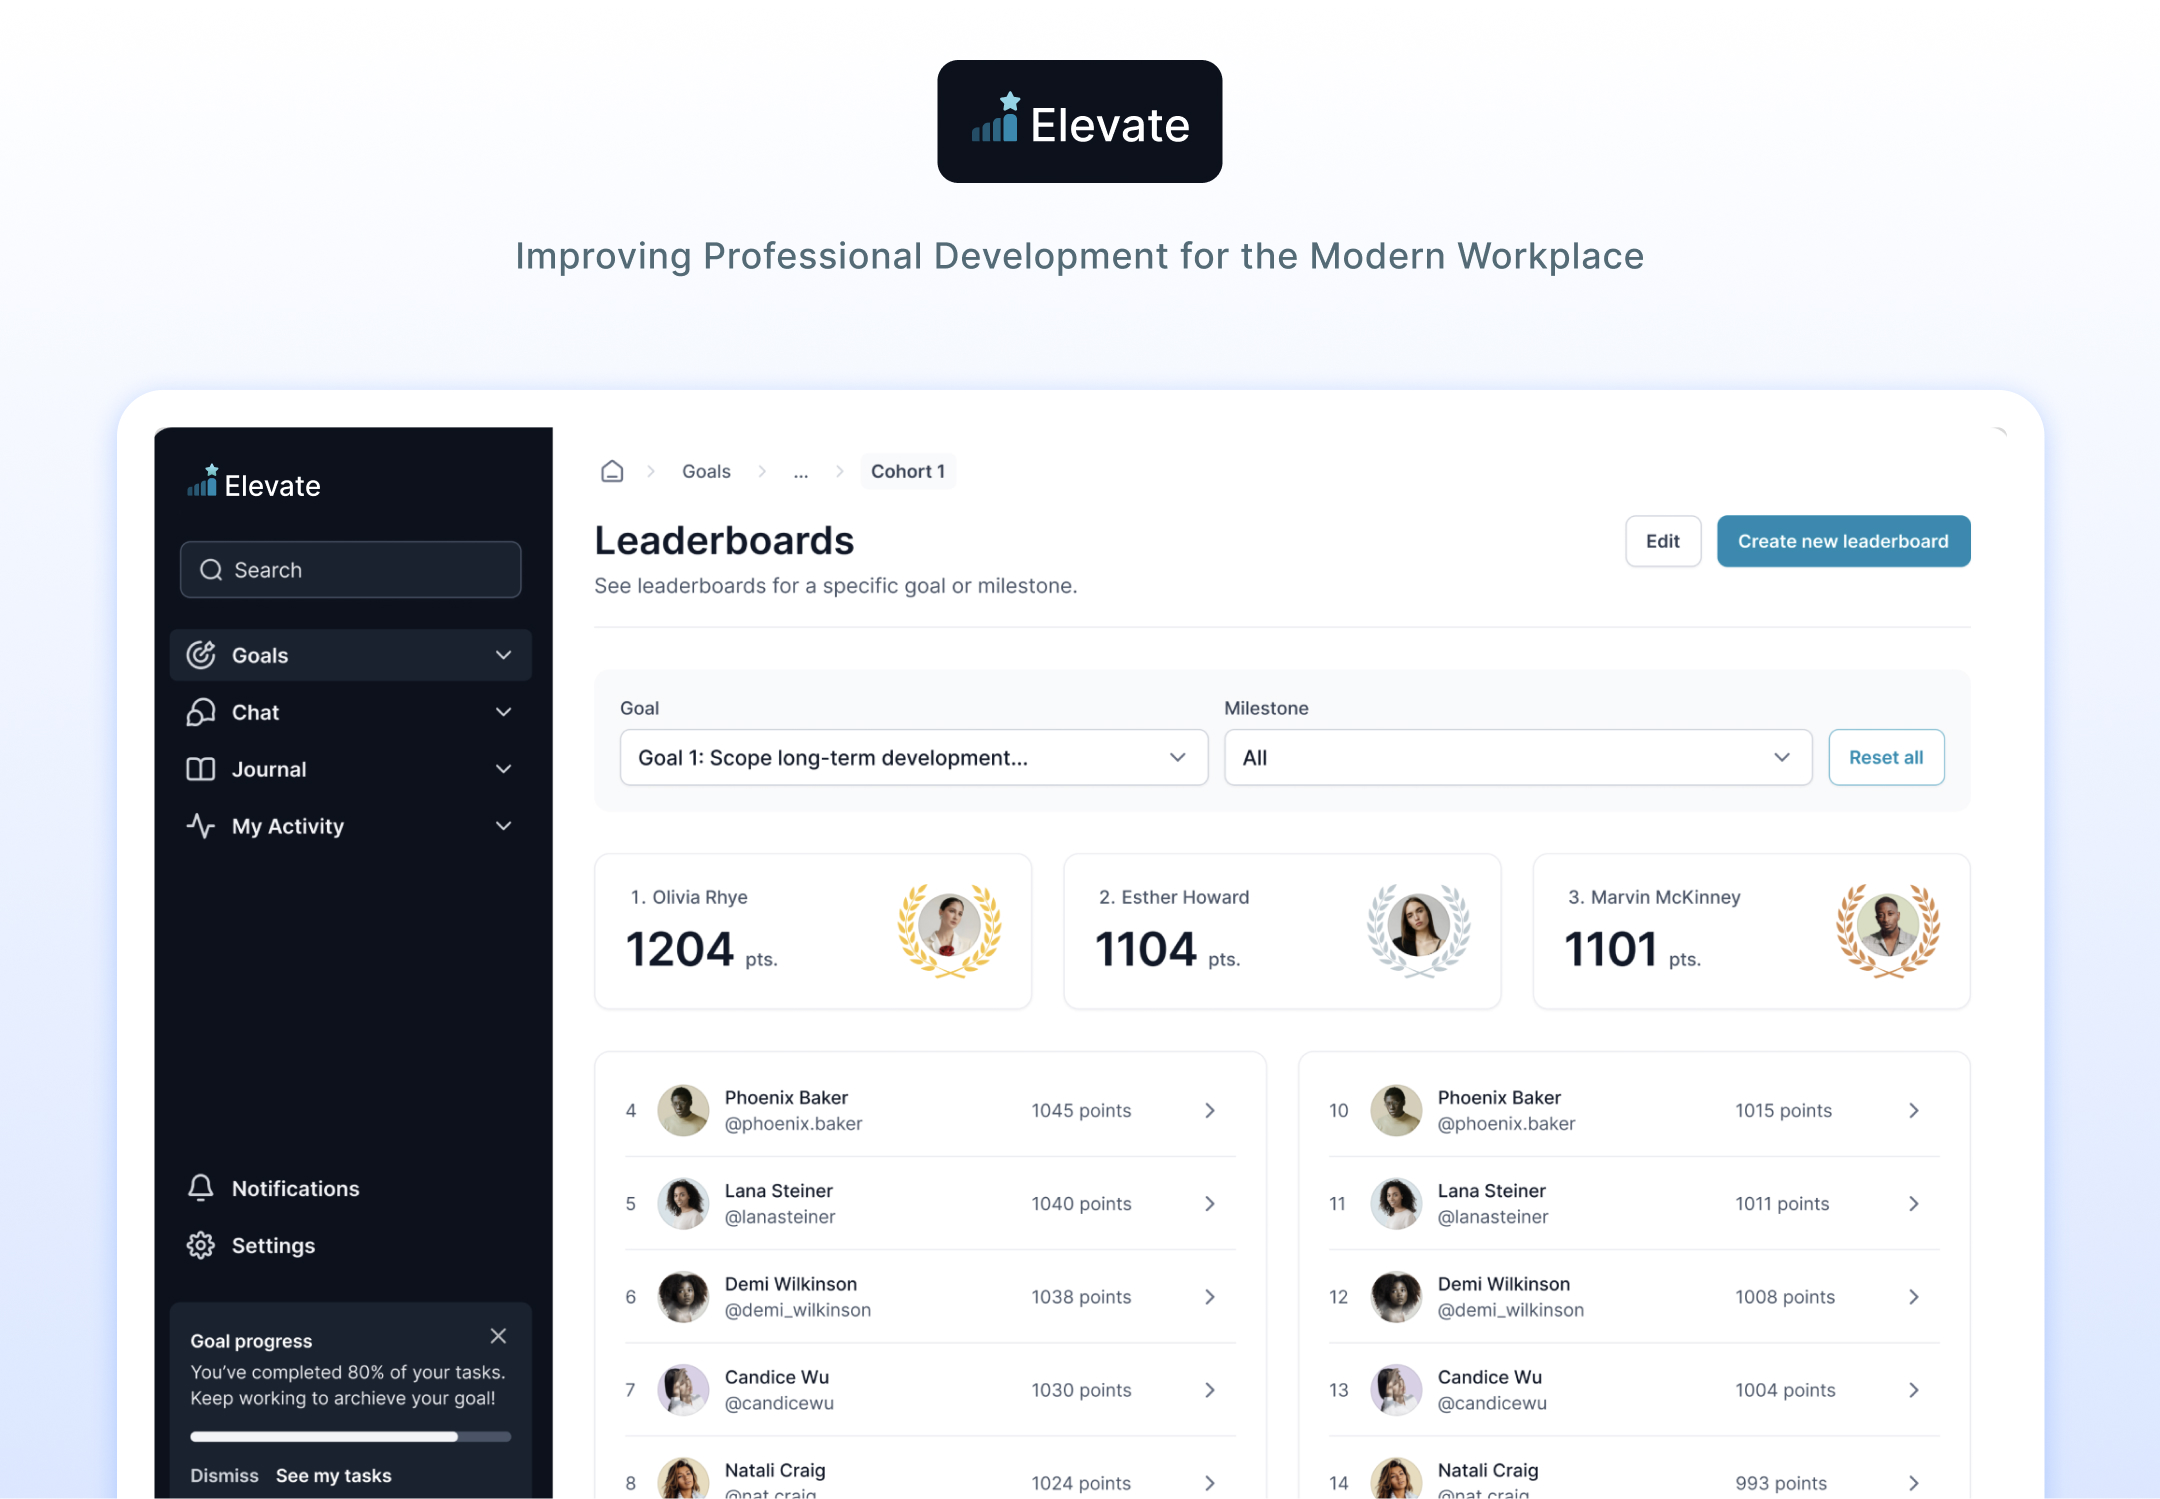 Elevate
Improving Professional Development for the Modern Workplace
Elevate
Search
Goals
Chat
Journal
My Activity
Notifications
Settings
Goal progress
You've completed 80% of your tasks.
Keep working to archieve your goal!
Dismiss See my tasks
Goals ... Cohort 1
Leaderboards
See leaderboards for a specific goal or milestone.
Edit
Create new leaderboard
Goal
Goal 1: Scope long-term development...
Milestone
All
Reset all
1. Olivia Rhye
1204 pts.
2. Esther Howard
1104 pts.
3. Marvin McKinney
1101 pts.
4 Phoenix Baker 1045 points
@phoenix.baker
5 Lana Steiner 1040 points
@lanasteiner
6 Demi Wilkinson 1038 points
@demi_wilkinson
7 Candice Wu 1030 points
@candicewu
8 Natali Craig 1024 points
@nat.craig
10 Phoenix Baker 1015 points
@phoenix.baker
11 Lana Steiner 1011 points
@lanasteiner
12 Demi Wilkinson 1008 points
@demi_wilkinson
13 Candice Wu 1004 points
@candicewu
14 Natali Craig 993 points
@nat.craig